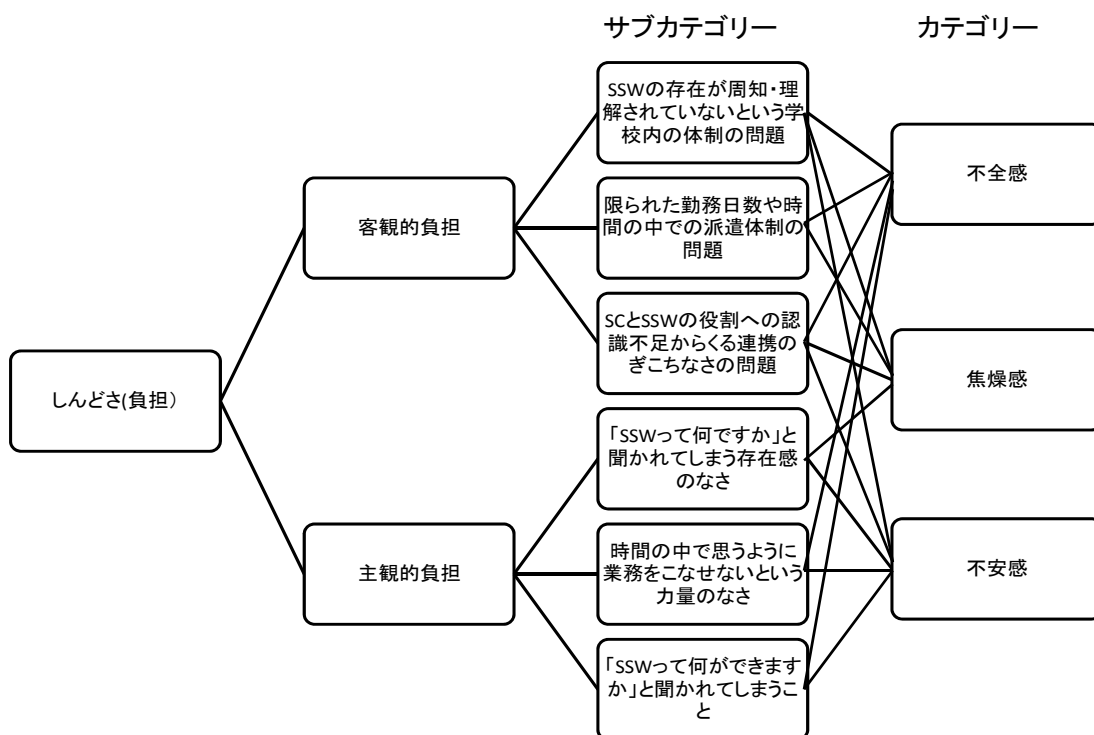 サブカテゴリー
カテゴリー
SSWの存在が周知・理
解されていないという学
校内の体制の問題
不全感
限られた勤務日数や時
間の中での派遣体制の
問題
客観的負担
SCとSSWの役割への認
識不足からくる連携の
ぎこちなさの問題
焦燥感
しんどさ(負担）
「SSWって何ですか」と
聞かれてしまう存在感
のなさ
時間の中で思うように
業務をこなせないという
力量のなさ
主観的負担
不安感
「SSWって何ができます
か」と聞かれてしまうこ
と